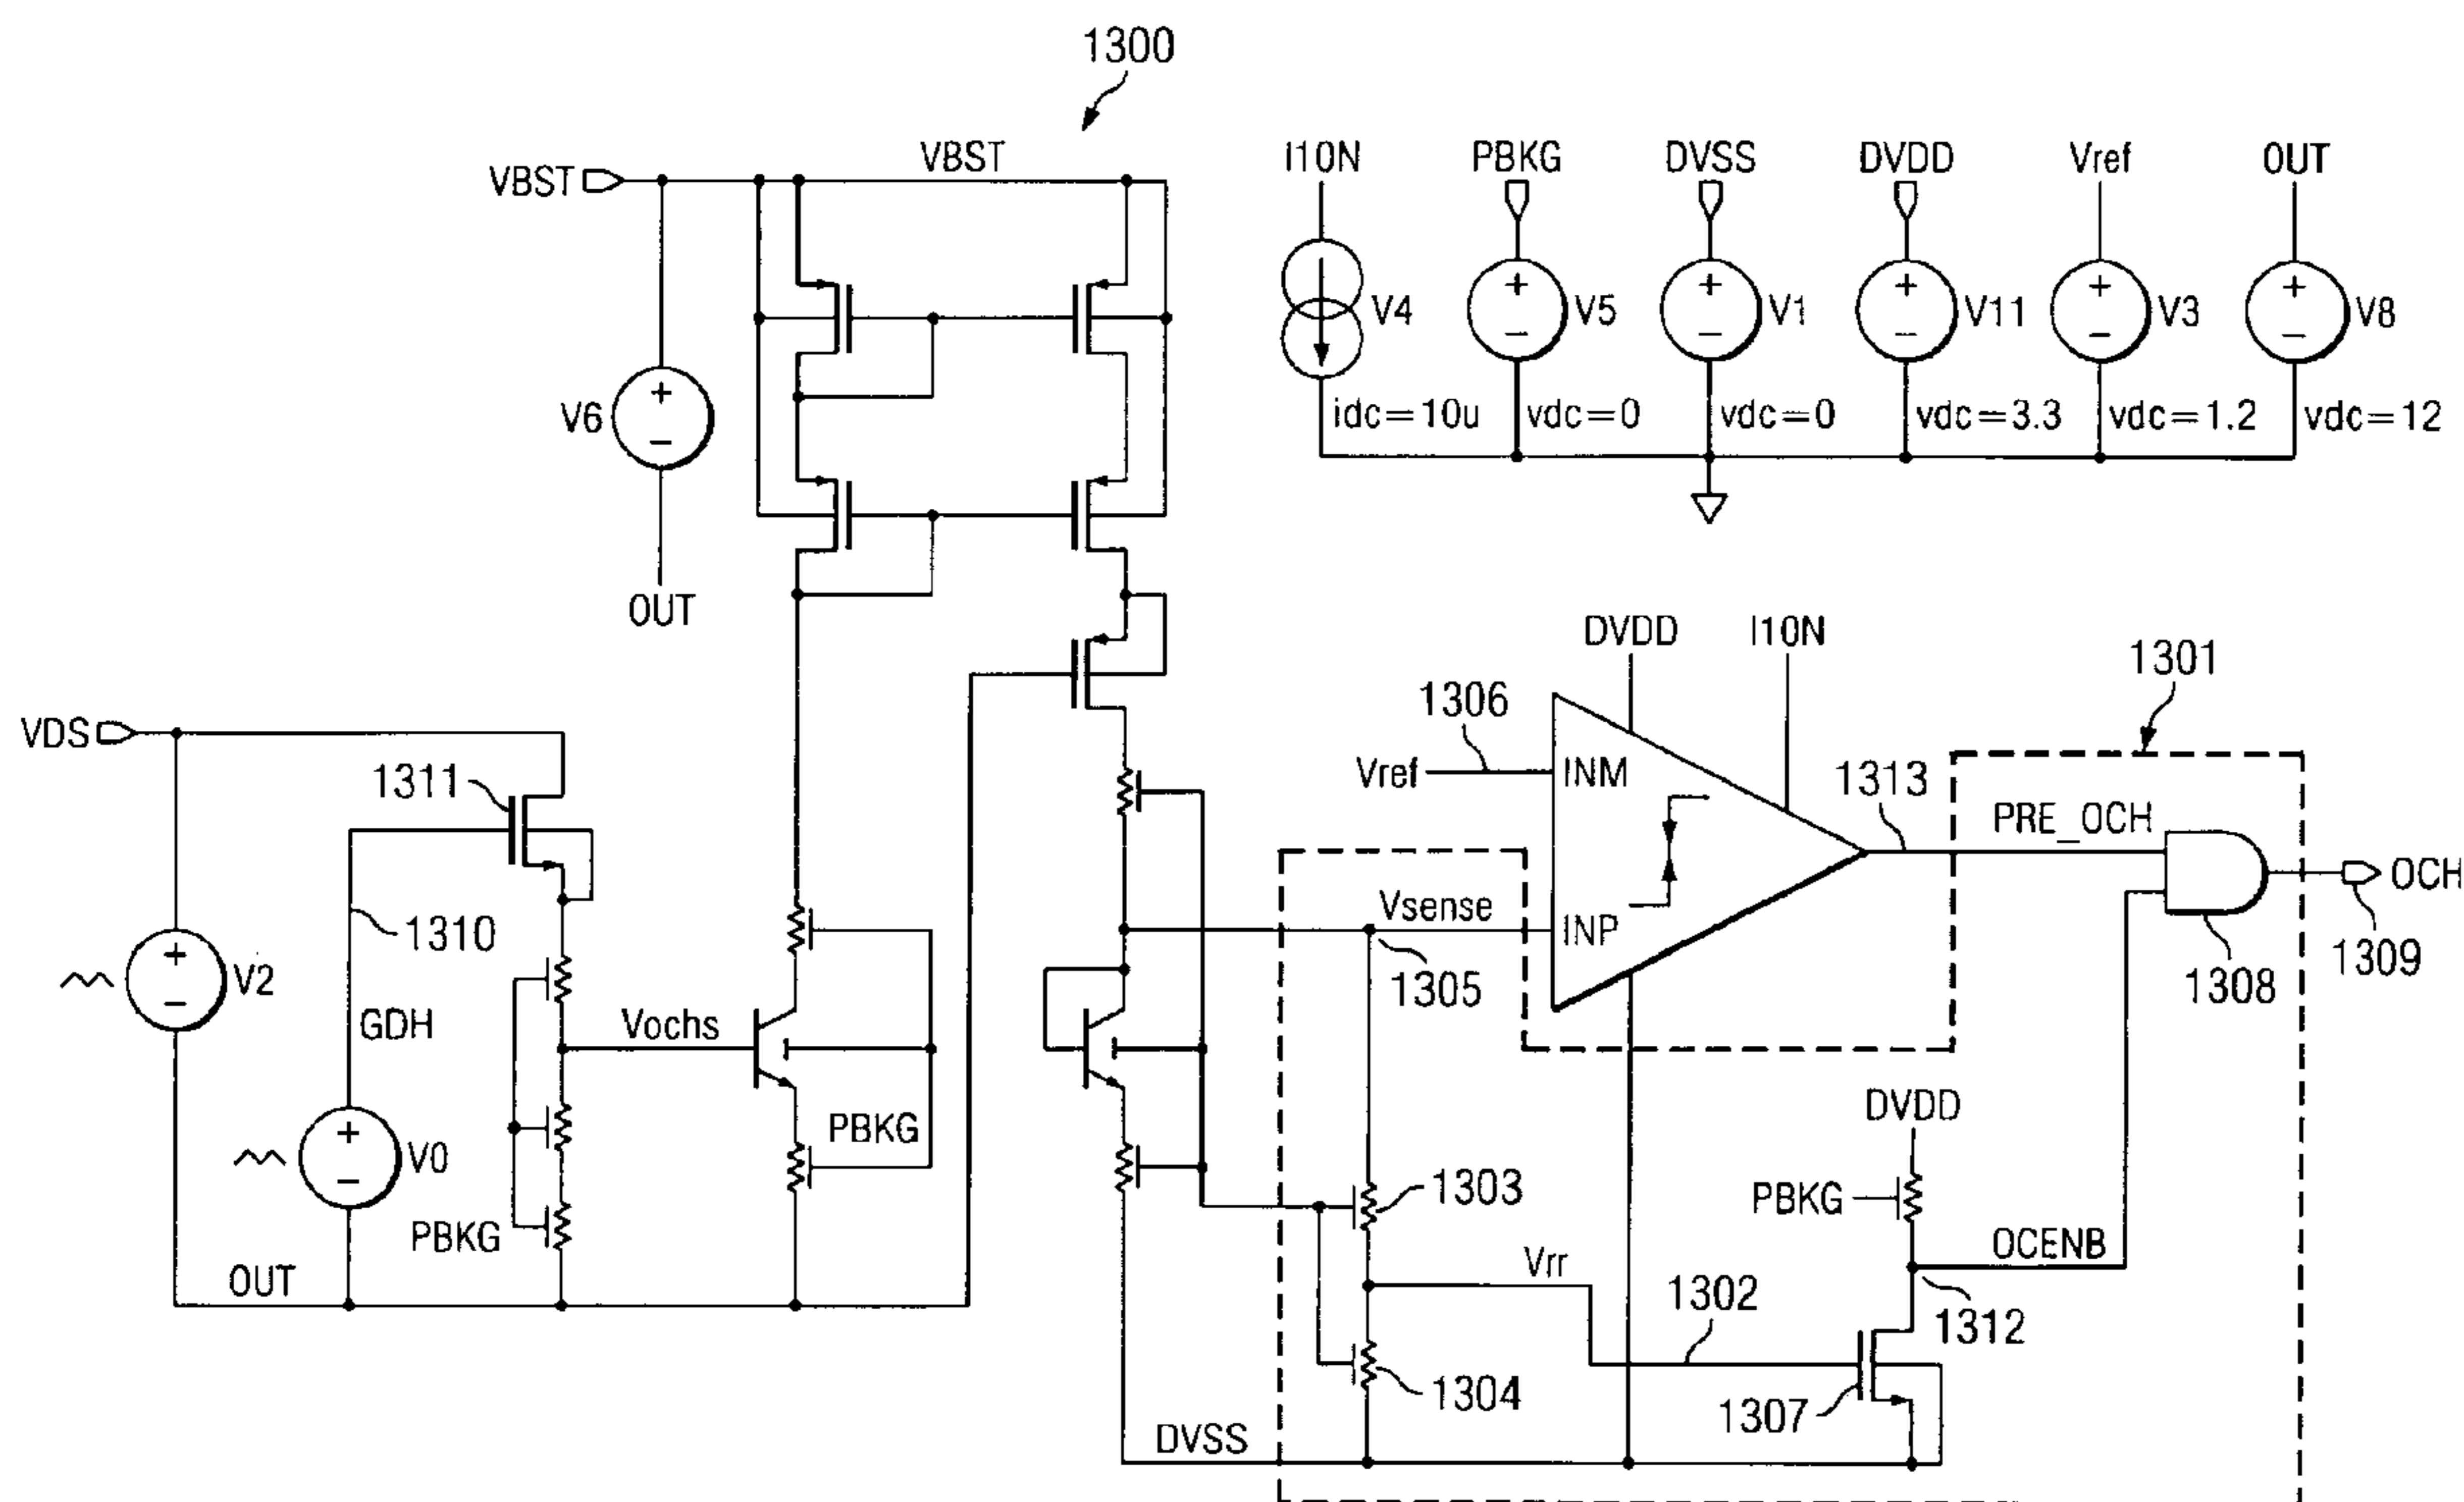 1300
VBST
VBST
I10N
PBKG
DVSS
DVDD
Vref
OUT
+
−
V6
OUT
V4
+
−
V5
+
−
V1
+
−
V11
+
−
V3
+
−
V8
idc=10u
vdc=0
vdc=0
vdc=3.3
vdc=1.2
vdc=12
DVDD
I10N
1301
1306
Vref
INM
1313
PRE_OCH
OCH
VDS
1311
1310
+
−
V2
GDH
Vochs
Vsense
INP
1305
1308
1309
PBKG
+
−
V0
PBKG
OUT
1303
DVDD
PBKG
OCENB
Vrr
1302
1312
1304
1307
DVSS